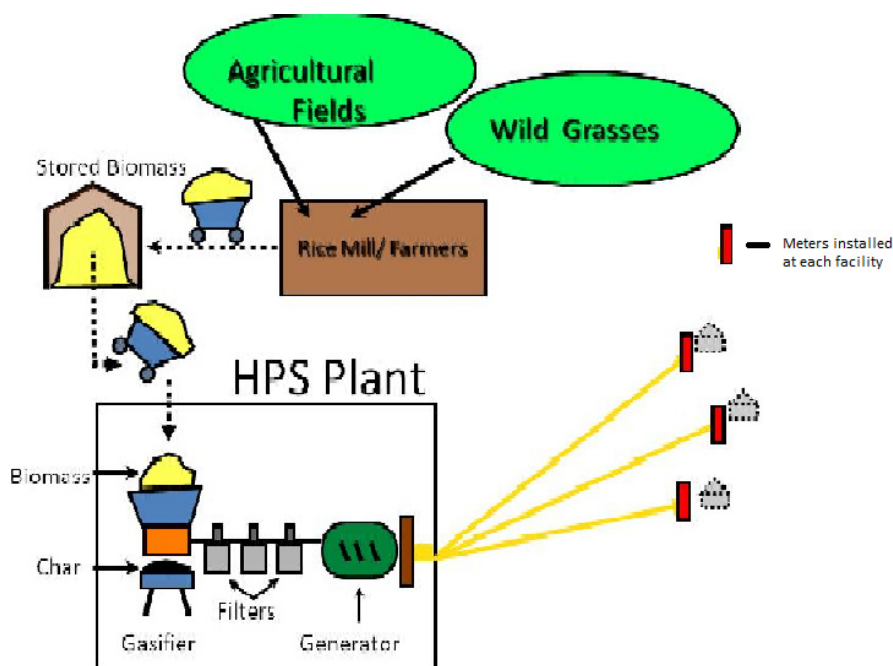 Agricultural
Fields
Wild Grasses
Stored Biomass
Rice Mill/ Farmers
Meters installed
at each facility
HPS Plant
Biomass
Char
Filters
Gasifier
Generator